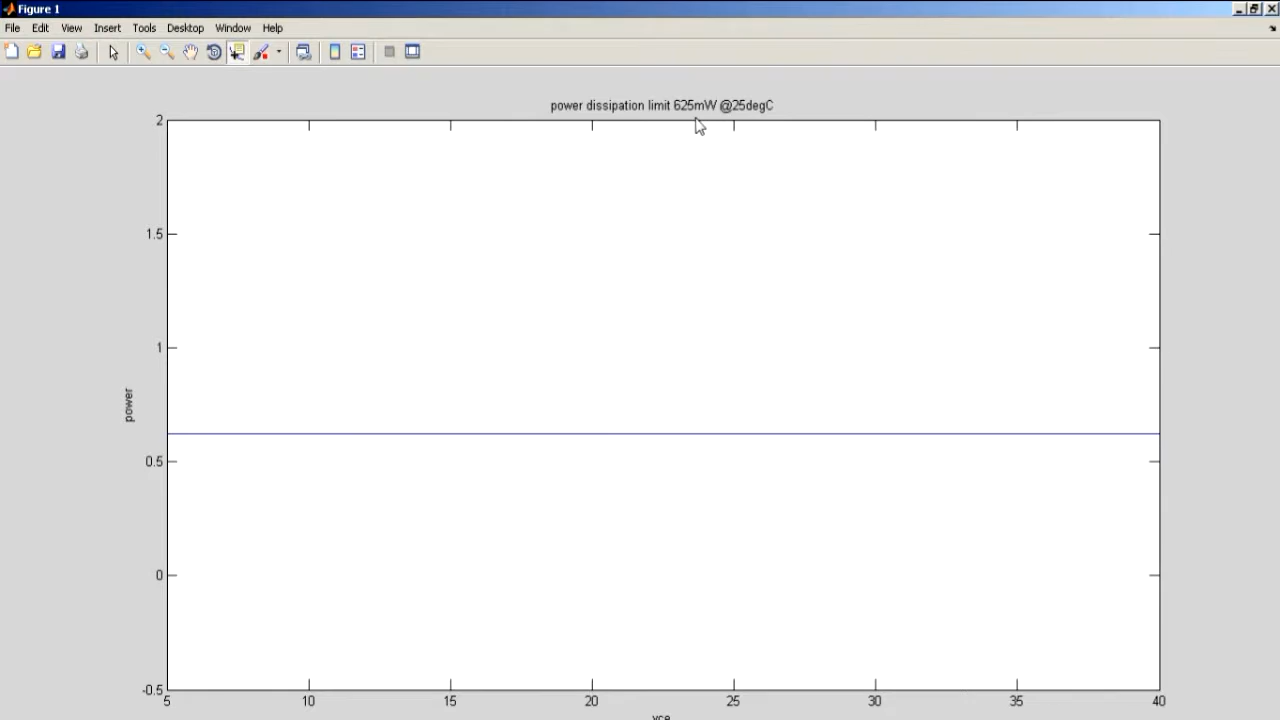 Figure 1
File Edit View Insert Tools Desktop Window Help
power dissipation limit 625mW @25degC
2
1.5
1
0.5
0
-0.5
power
5 10 15 20 25 30 35 40
vce